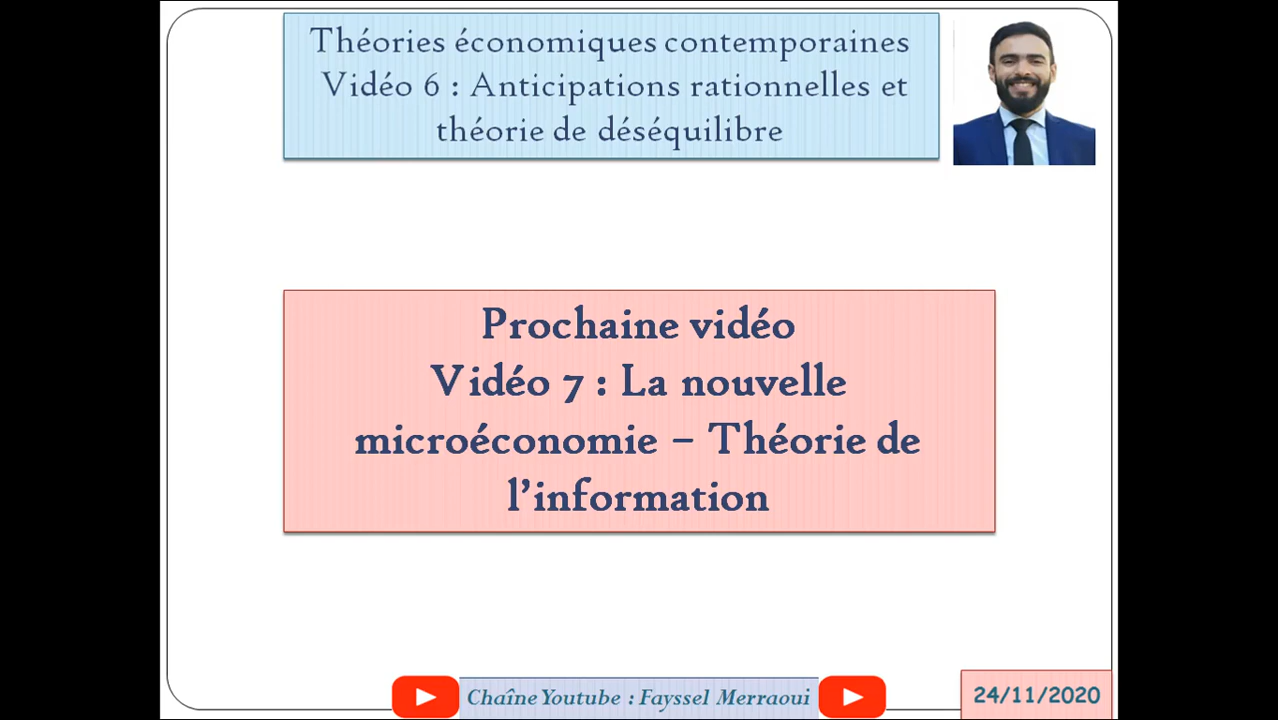 Théories économiques contemporaines
Vidéo 6 : Anticipations rationnelles et
théorie de déséquilibre
Prochaine vidéo
Vidéo 7 : La nouvelle
microéconomie – Théorie de
l’information
Chaîne Youtube : Fayssel Merraoui
24/11/2020